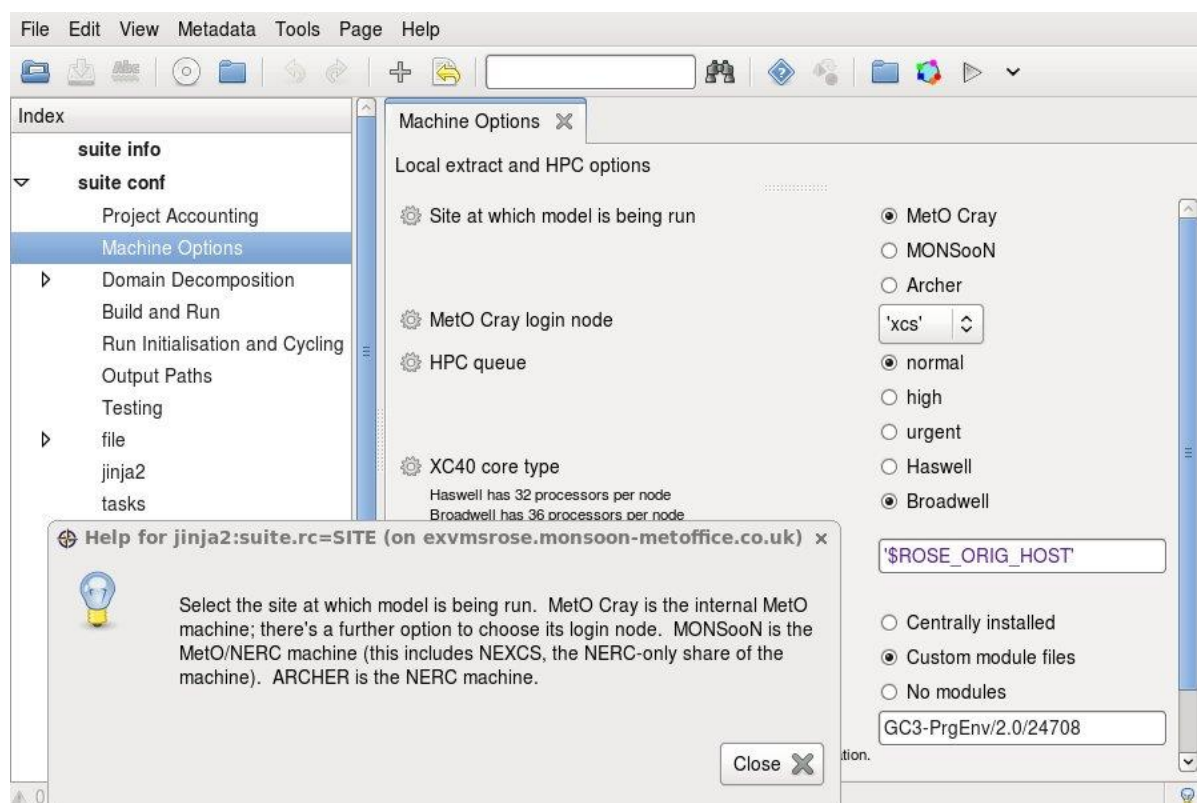 File Edit View Metadata Tools Page Help
Abc
Index
suite info
suite conf
Project Accounting
Machine Options
Domain Decomposition
Build and Run
Run Initialisation and Cycling
Output Paths
Testing
file
jinja2
tasks
Machine Options
Local extract and HPC options
Site at which model is being run
MetO Cray
MONSooN
Archer
MetO Cray login node
'xcs'
HPC queue
normal
high
urgent
XC40 core type
Haswell has 32 processors per node
Broadwell has 36 processors per node
Haswell
Broadwell
'$ROSE_ORIG_HOST'
Centrally installed
Custom module files
No modules
GC3-PrgEnv/2.0/24708
tion.
Help for jinja2:suite.rc=SITE (on exvmsrose.monsoon-metoffice.co.uk)
Select the site at which model is being run. MetO Cray is the internal MetO
machine; there's a further option to choose its login node. MONSooN is the
MetO/NERC machine (this includes NEXCS, the NERC-only share of the
machine). ARCHER is the NERC machine.
Close
0